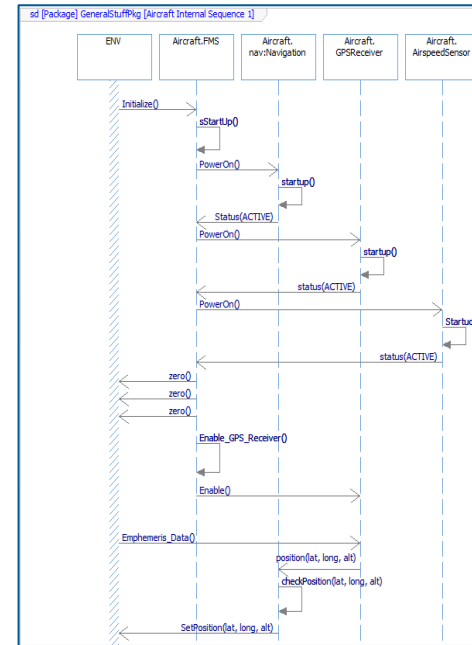 sd [Package] GeneralStuffPkg [Aircraft Internal Sequence 1]
ENV
Aircraft.FMS
Aircraft.
nav:Navigation
Aircraft.
GPSReceiver
Aircraft.
AirspeedSensor
Initialize()
sStartUp()
PowerOn()
startup()
Status(ACTIVE)
PowerOn()
startup()
status(ACTIVE)
PowerOn()
Startuc
status(ACTIVE)
zero()
zero()
zero()
Enable_GPS_Receiver()
Enable()
Emphemeris_Data()
position(lat, long, alt)
checkPosition(lat, long, alt)
SetPosition(lat, long, alt)